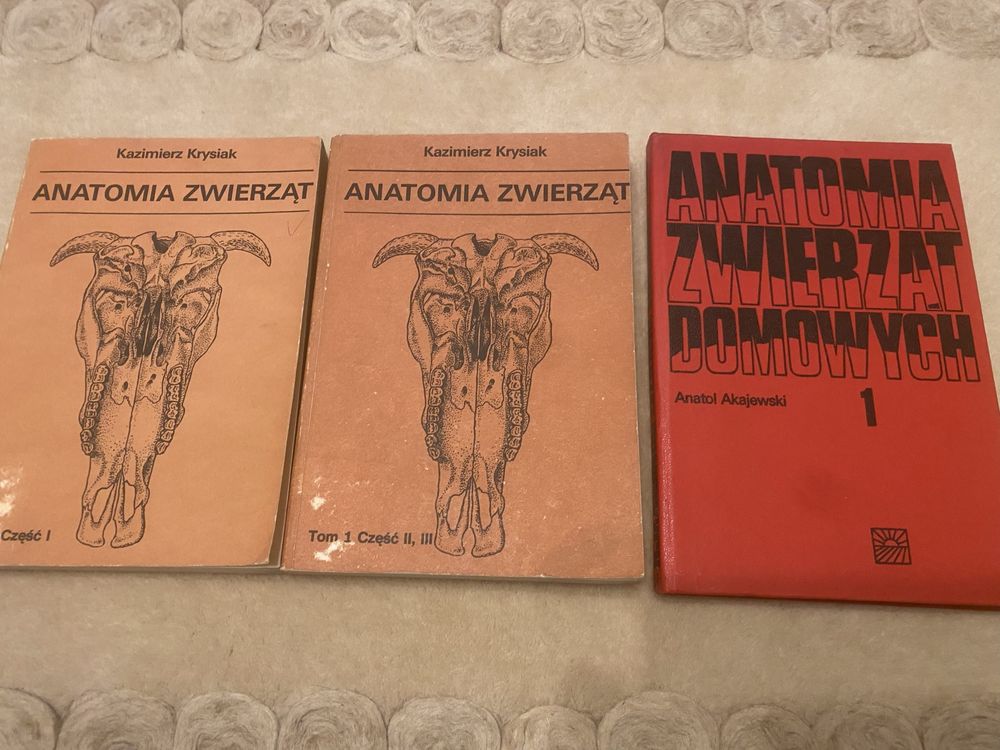 Kazimierz Krysiak
ANATOMIA ZWIERZĄT
Część I
Kazimierz Krysiak
ANATOMIA ZWIERZĄT
Tom 1 Część II, III
ANATOMIA
ZWIERZĄT
DOMOWYCH
Anatol Akajewski
1